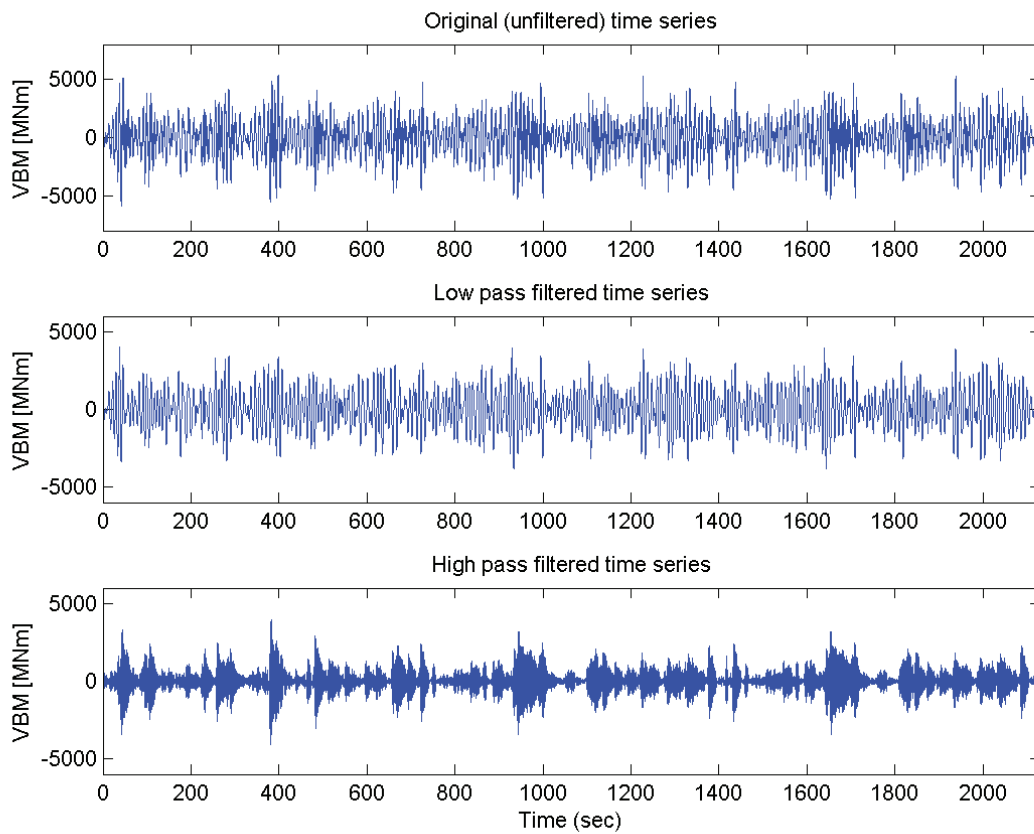 Original (unfiltered) time series
VBM [MNm]
5000
0
-5000
0 200 400 600 800 1000 1200 1400 1600 1800 2000
Low pass filtered time series
VBM [MNm]
5000
0
-5000
0 200 400 600 800 1000 1200 1400 1600 1800 2000
High pass filtered time series
VBM [MNm]
5000
0
-5000
0 200 400 600 800 1000 1200 1400 1600 1800 2000
Time (sec)